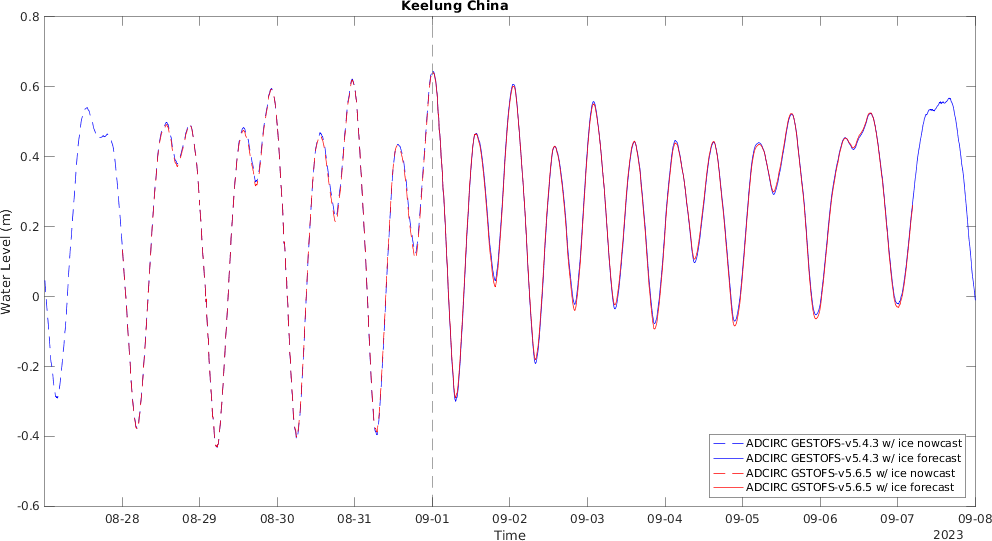 Keelung China
0.8
0.6
0.4
0.2
0
-0.2
-0.4
-0.6
Water Level (m)
ADCIRC GESTOFS-v5.4.3 w/ ice nowcast
ADCIRC GESTOFS-v5.4.3 w/ ice forecast
ADCIRC GSTOFS-v5.6.5 w/ ice nowcast
ADCIRC GSTOFS-v5.6.5 w/ ice forecast
08-28 08-29 08-30 08-31 09-01 09-02 09-03 09-04 09-05 09-06 09-07 09-08
Time
2023